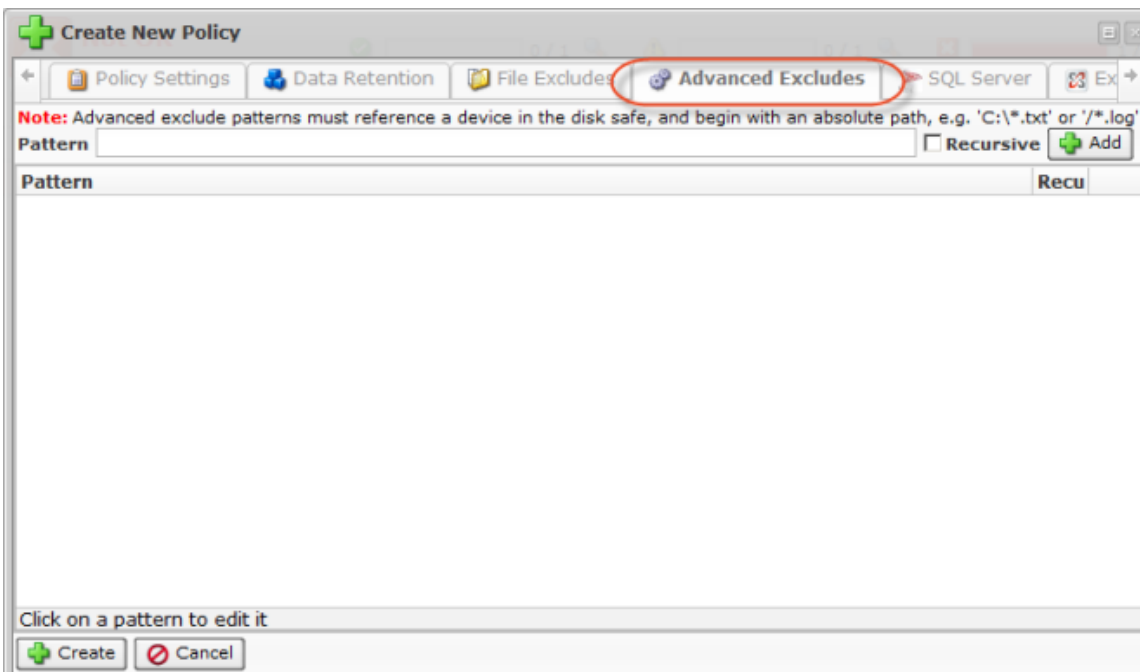 Create New Policy
Policy Settings Data Retention File Excludes Advanced Excludes SQL Server Ex
Note: Advanced exclude patterns must reference a device in the disk safe, and begin with an absolute path, e.g. 'C:\*.txt' or '/*.log'
Pattern Recursive Add
Pattern Recu
Click on a pattern to edit it
Create Cancel